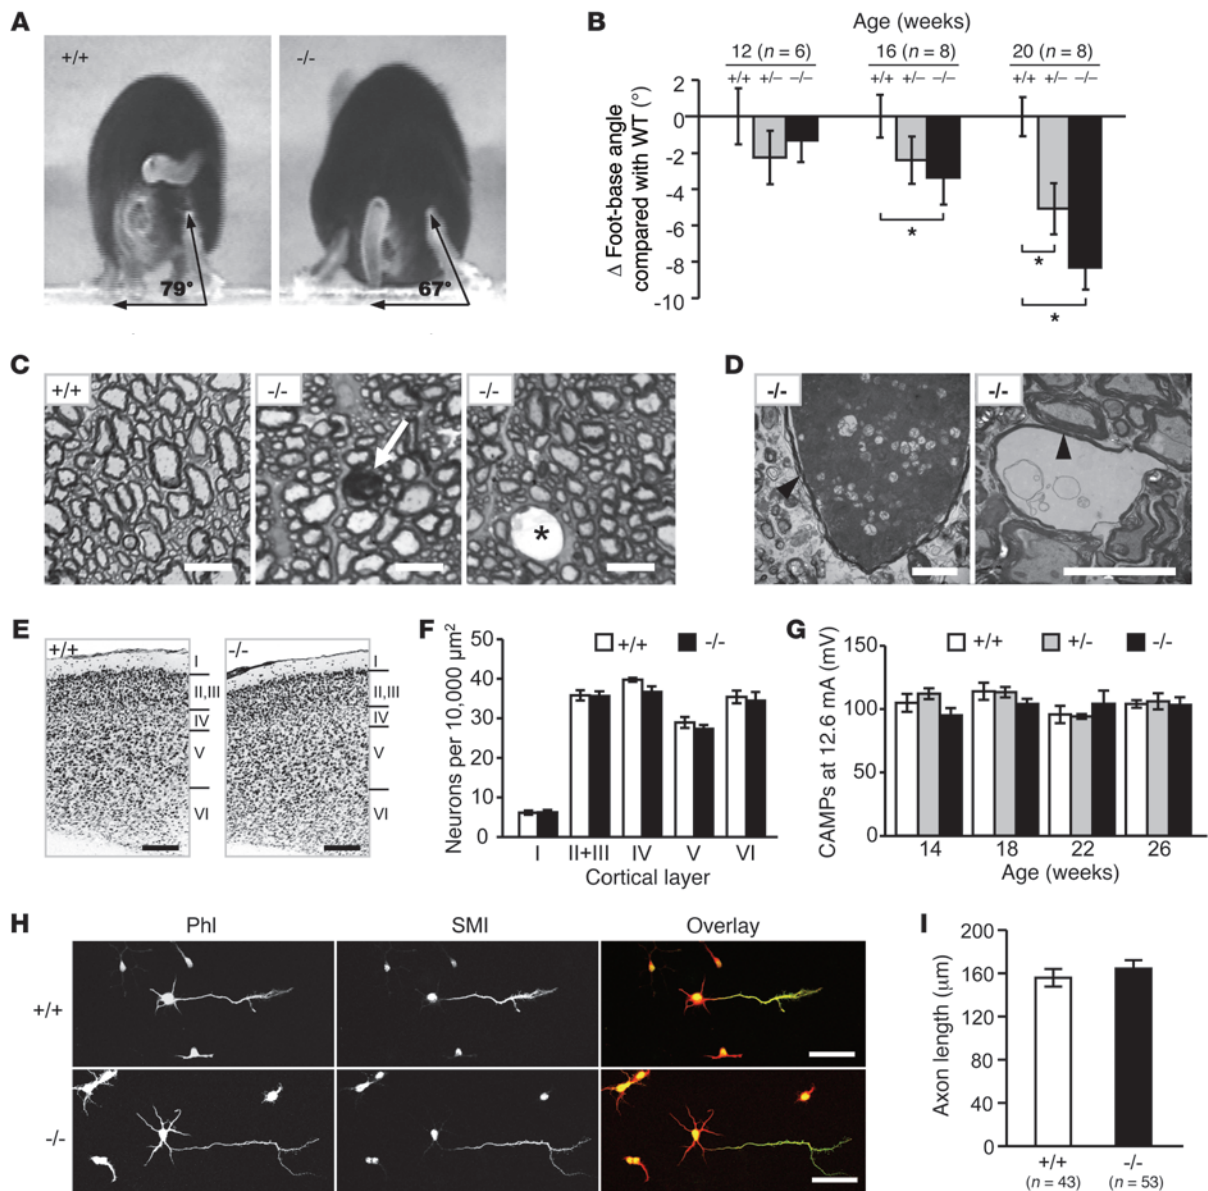 A
+/+
-/-
79°
67°
B
Age (weeks)
12 (n = 6)
16 (n = 8)
20 (n = 8)
+/+ +/– –/–
+/+ +/– –/–
+/+ +/– –/–
Δ Foot-base angle
compared with WT (°)
2
0
-2
-4
-6
-8
-10
*
*
*
C
+/+
-/-
-/-
*
D
-/-
-/-
E
+/+
I
II,III
IV
V
VI
-/-
I
II,III
IV
V
VI
F
+/+
-/-
Neurons per 10,000 µm²
50
40
30
20
10
0
I II+III IV V VI
Cortical layer
G
+/+
+/-
-/-
CAMPs at 12.6 mA (mV)
150
100
50
0
14 18 22 26
Age (weeks)
H
PhI SMI Overlay
+/+
-/-
I
Axon length (µm)
200
160
120
80
40
0
+/+ -/-
(n = 43) (n = 53)